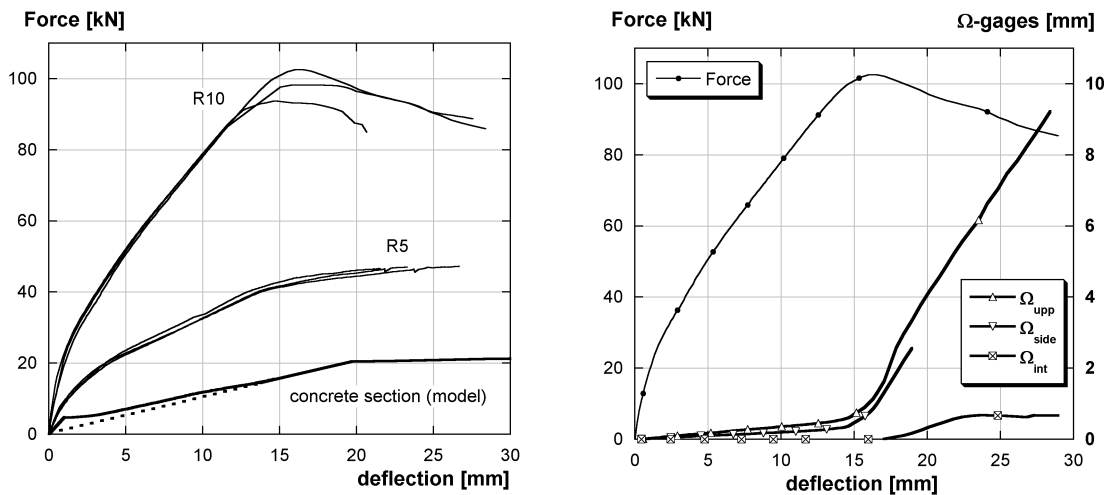 Force [kN]
100
80
60
40
20
0
R10
R5
concrete section (model)
0 5 10 15 20 25 30
deflection [mm]
Force [kN]
Ω-gages [mm]
100
80
60
40
20
0
Force
10
8
6
4
2
0
Ωupp
Ωside
Ωint
0 5 10 15 20 25 30
deflection [mm]